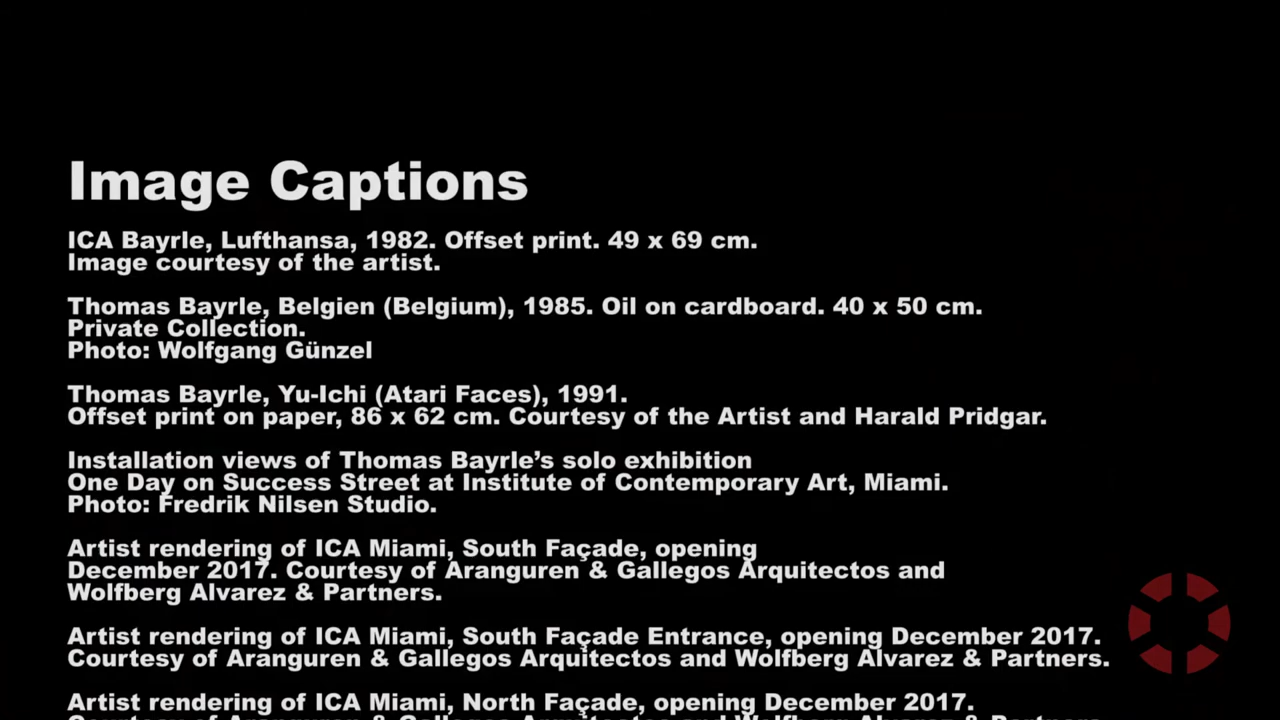 Image Captions
ICA Bayrle, Lufthansa, 1982. Offset print. 49 x 69 cm.
Image courtesy of the artist.
Thomas Bayrle, Belgien (Belgium), 1985. Oil on cardboard. 40 x 50 cm.
Private Collection.
Photo: Wolfgang Günzel
Thomas Bayrle, Yu-Ichi (Atari Faces), 1991.
Offset print on paper, 86 x 62 cm. Courtesy of the Artist and Harald Pridgar.
Installation views of Thomas Bayrle’s solo exhibition
One Day on Success Street at Institute of Contemporary Art, Miami.
Photo: Fredrik Nilsen Studio.
Artist rendering of ICA Miami, South Façade, opening
December 2017. Courtesy of Aranguren & Gallegos Arquitectos and
Wolfberg Alvarez & Partners.
Artist rendering of ICA Miami, South Façade Entrance, opening December 2017.
Courtesy of Aranguren & Gallegos Arquitectos and Wolfberg Alvarez & Partners.
Artist rendering of ICA Miami, North Façade, opening December 2017.